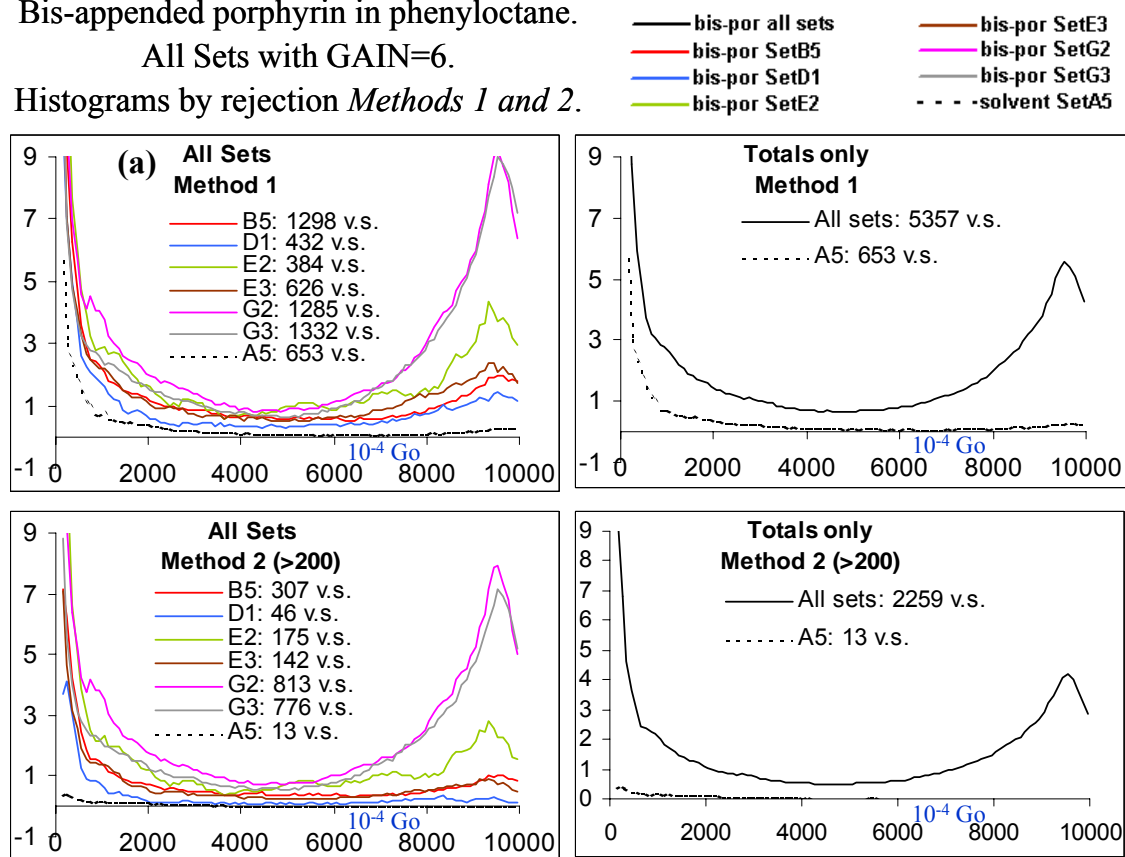 Bis-appended porphyrin in phenyloctane.
All Sets with GAIN=6.
Histograms by rejection Methods 1 and 2.
bis-por all sets
bis-por SetB5
bis-por SetD1
bis-por SetE2
bis-por SetE3
bis-por SetG2
bis-por SetG3
solvent SetA5
(a)
All Sets
Method 1
B5: 1298 v.s.
D1: 432 v.s.
E2: 384 v.s.
E3: 626 v.s.
G2: 1285 v.s.
G3: 1332 v.s.
A5: 653 v.s.
9
7
5
3
1
-1
0 2000 4000 6000 8000 10000
10-4 Go
Totals only
Method 1
All sets: 5357 v.s.
A5: 653 v.s.
9
7
5
3
1
-1
0 2000 4000 6000 8000 10000
10-4 Go
All Sets
Method 2 (>200)
B5: 307 v.s.
D1: 46 v.s.
E2: 175 v.s.
E3: 142 v.s.
G2: 813 v.s.
G3: 776 v.s.
A5: 13 v.s.
9
7
5
3
1
-1
0 2000 4000 6000 8000 10000
10-4 Go
Totals only
Method 2 (>200)
All sets: 2259 v.s.
A5: 13 v.s.
9
8
7
6
5
4
3
2
1
0
0 2000 4000 6000 8000 10000
10-4 Go